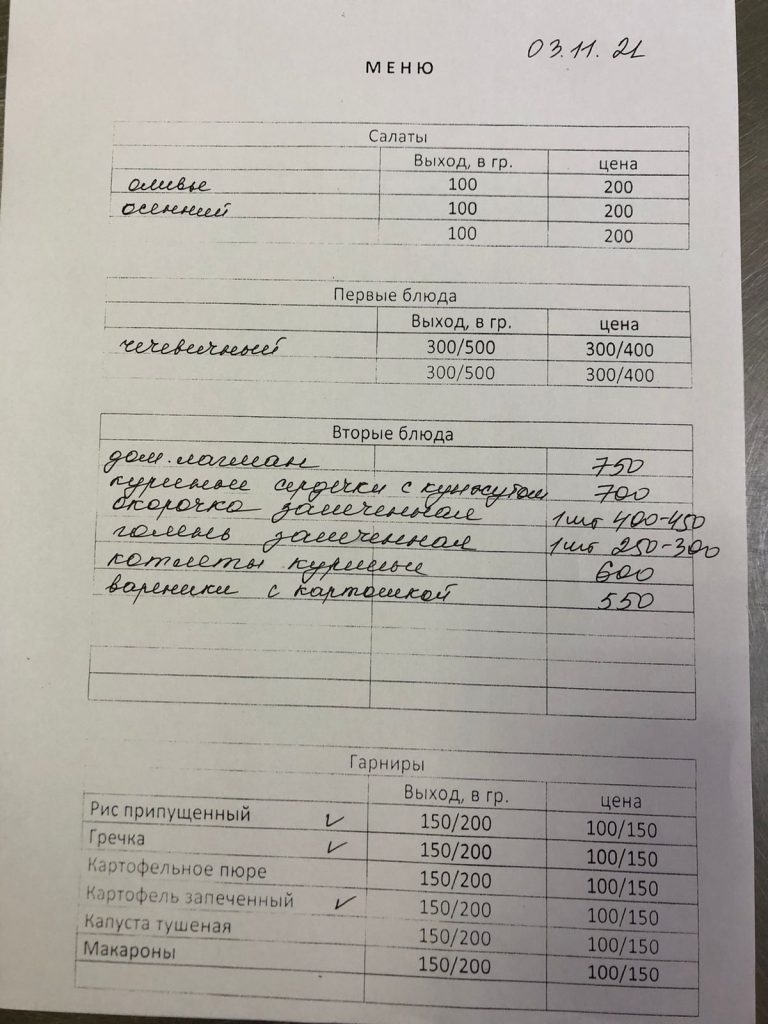 03.11.21
МЕНЮ
Салаты
Выход, в гр. цена
оливье 100 200
осенний 100 200
100 200
Первые блюда
Выход, в гр. цена
чечевичный 300/500 300/400
300/500 300/400
Вторые блюда
дом. лагман 750
куриные сердечки с кунжутом 700
окорочка запеченная 1шт 400-450
голень запеченная 1шт 250-300
котлеты куриные 600
вареники с картошкой 550
Гарниры
Выход, в гр. цена
Рис припущенный ✓ 150/200 100/150
Гречка ✓ 150/200 100/150
Картофельное пюре 150/200 100/150
Картофель запеченный ✓ 150/200 100/150
Капуста тушеная 150/200 100/150
Макароны 150/200 100/150